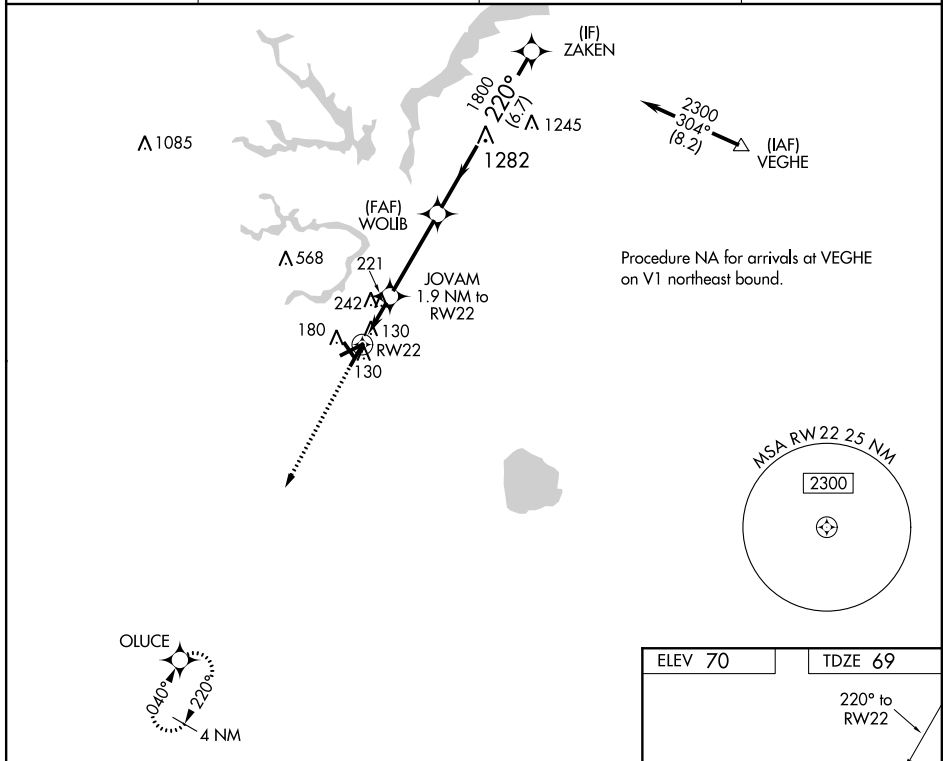 (IF)
ZAKEN
1800
220°
(6.7)
1245
2300
304°
(8.2)
(IAF)
VEGHE
1085
1282
(FAF)
WOLIB
568
221
JOVAM
1.9 NM to
RW22
242
180
130
RW22
130
Procedure NA for arrivals at VEGHE
on V1 northeast bound.
MSA RW22 25 NM
2300
OLUCE
040°
220°
4 NM
ELEV 70
TDZE 69
220° to
RW22